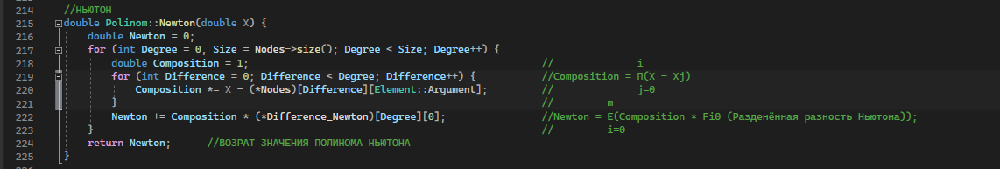 214 //НЬЮТОН
215 double Polinom::Newton(double X) {
216 double Newton = 0;
217 for (int Degree = 0, Size = Nodes->size(); Degree < Size; Degree++) {
218 double Composition = 1; // i
219 for (int Difference = 0; Difference < Degree; Difference++) { //Composition = П(X - Xj)
220 Composition *= X - (*Nodes)[Difference][Element::Argument]; // j=0
221 } // m
222 Newton += Composition * (*Difference_Newton)[Degree][0]; //Newton = E(Composition * Fi0 (Разденённая разность Ньютона));
223 } // i=0
224 return Newton; //ВОЗРАТ ЗНАЧЕНИЯ ПОЛИНОМА НЬЮТОНА
225 }